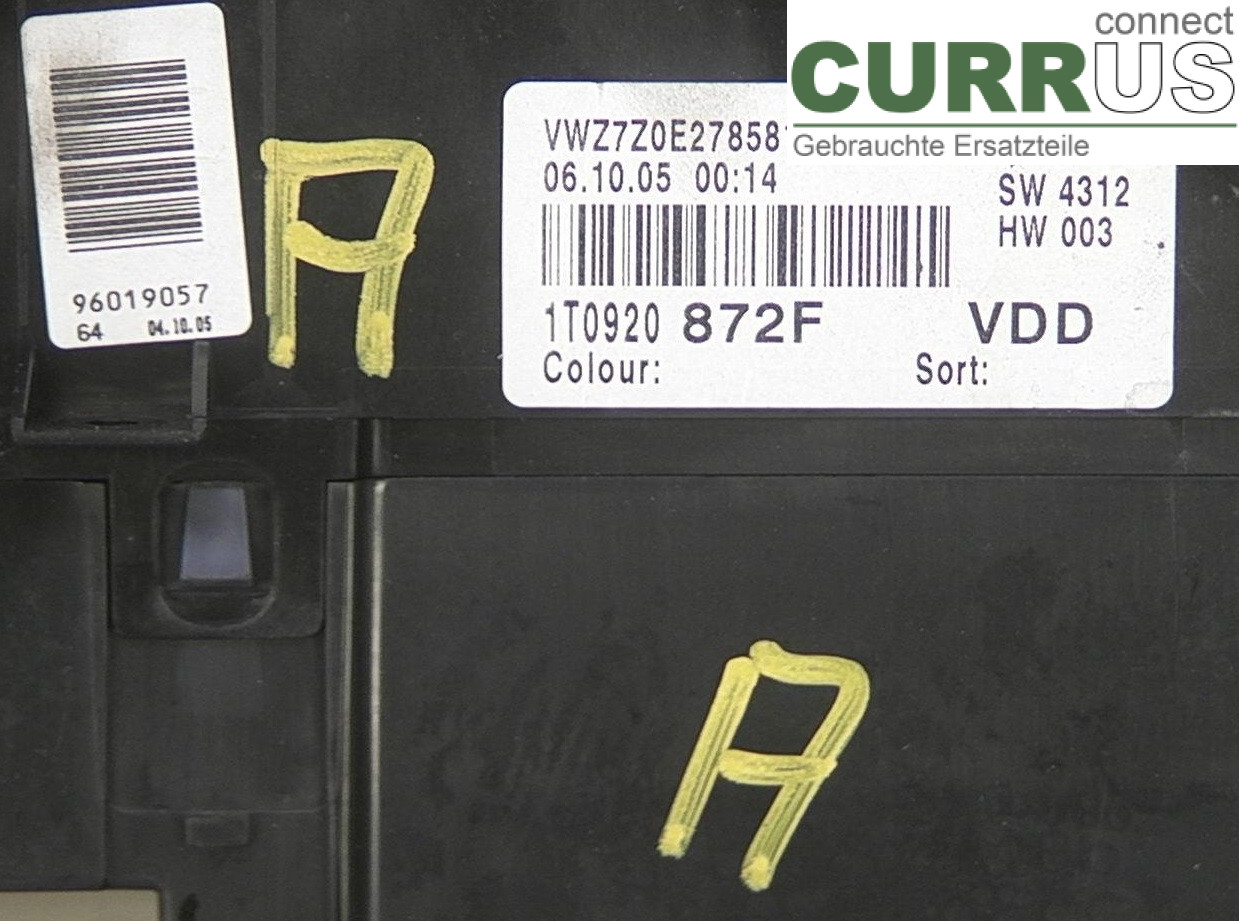 connect
CURRUS
Gebrauchte Ersatzteile
96019057
64 04.10.05
A
VWZ7Z0E27858
06.10.05 00:14
SW 4312
HW 003
1T0920 872F VDD
Colour: Sort:
A